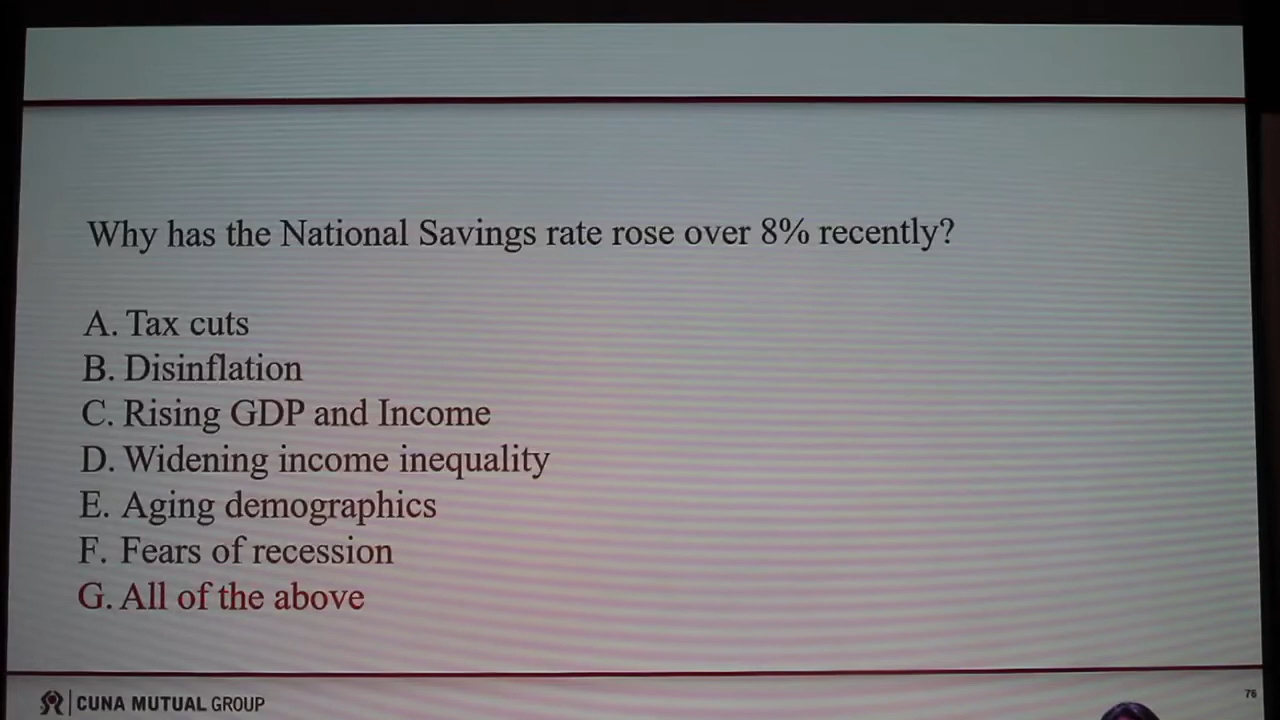 Why has the National Savings rate rose over 8% recently?
A. Tax cuts
B. Disinflation
C. Rising GDP and Income
D. Widening income inequality
E. Aging demographics
F. Fears of recession
G. All of the above
CUNA MUTUAL GROUP
76